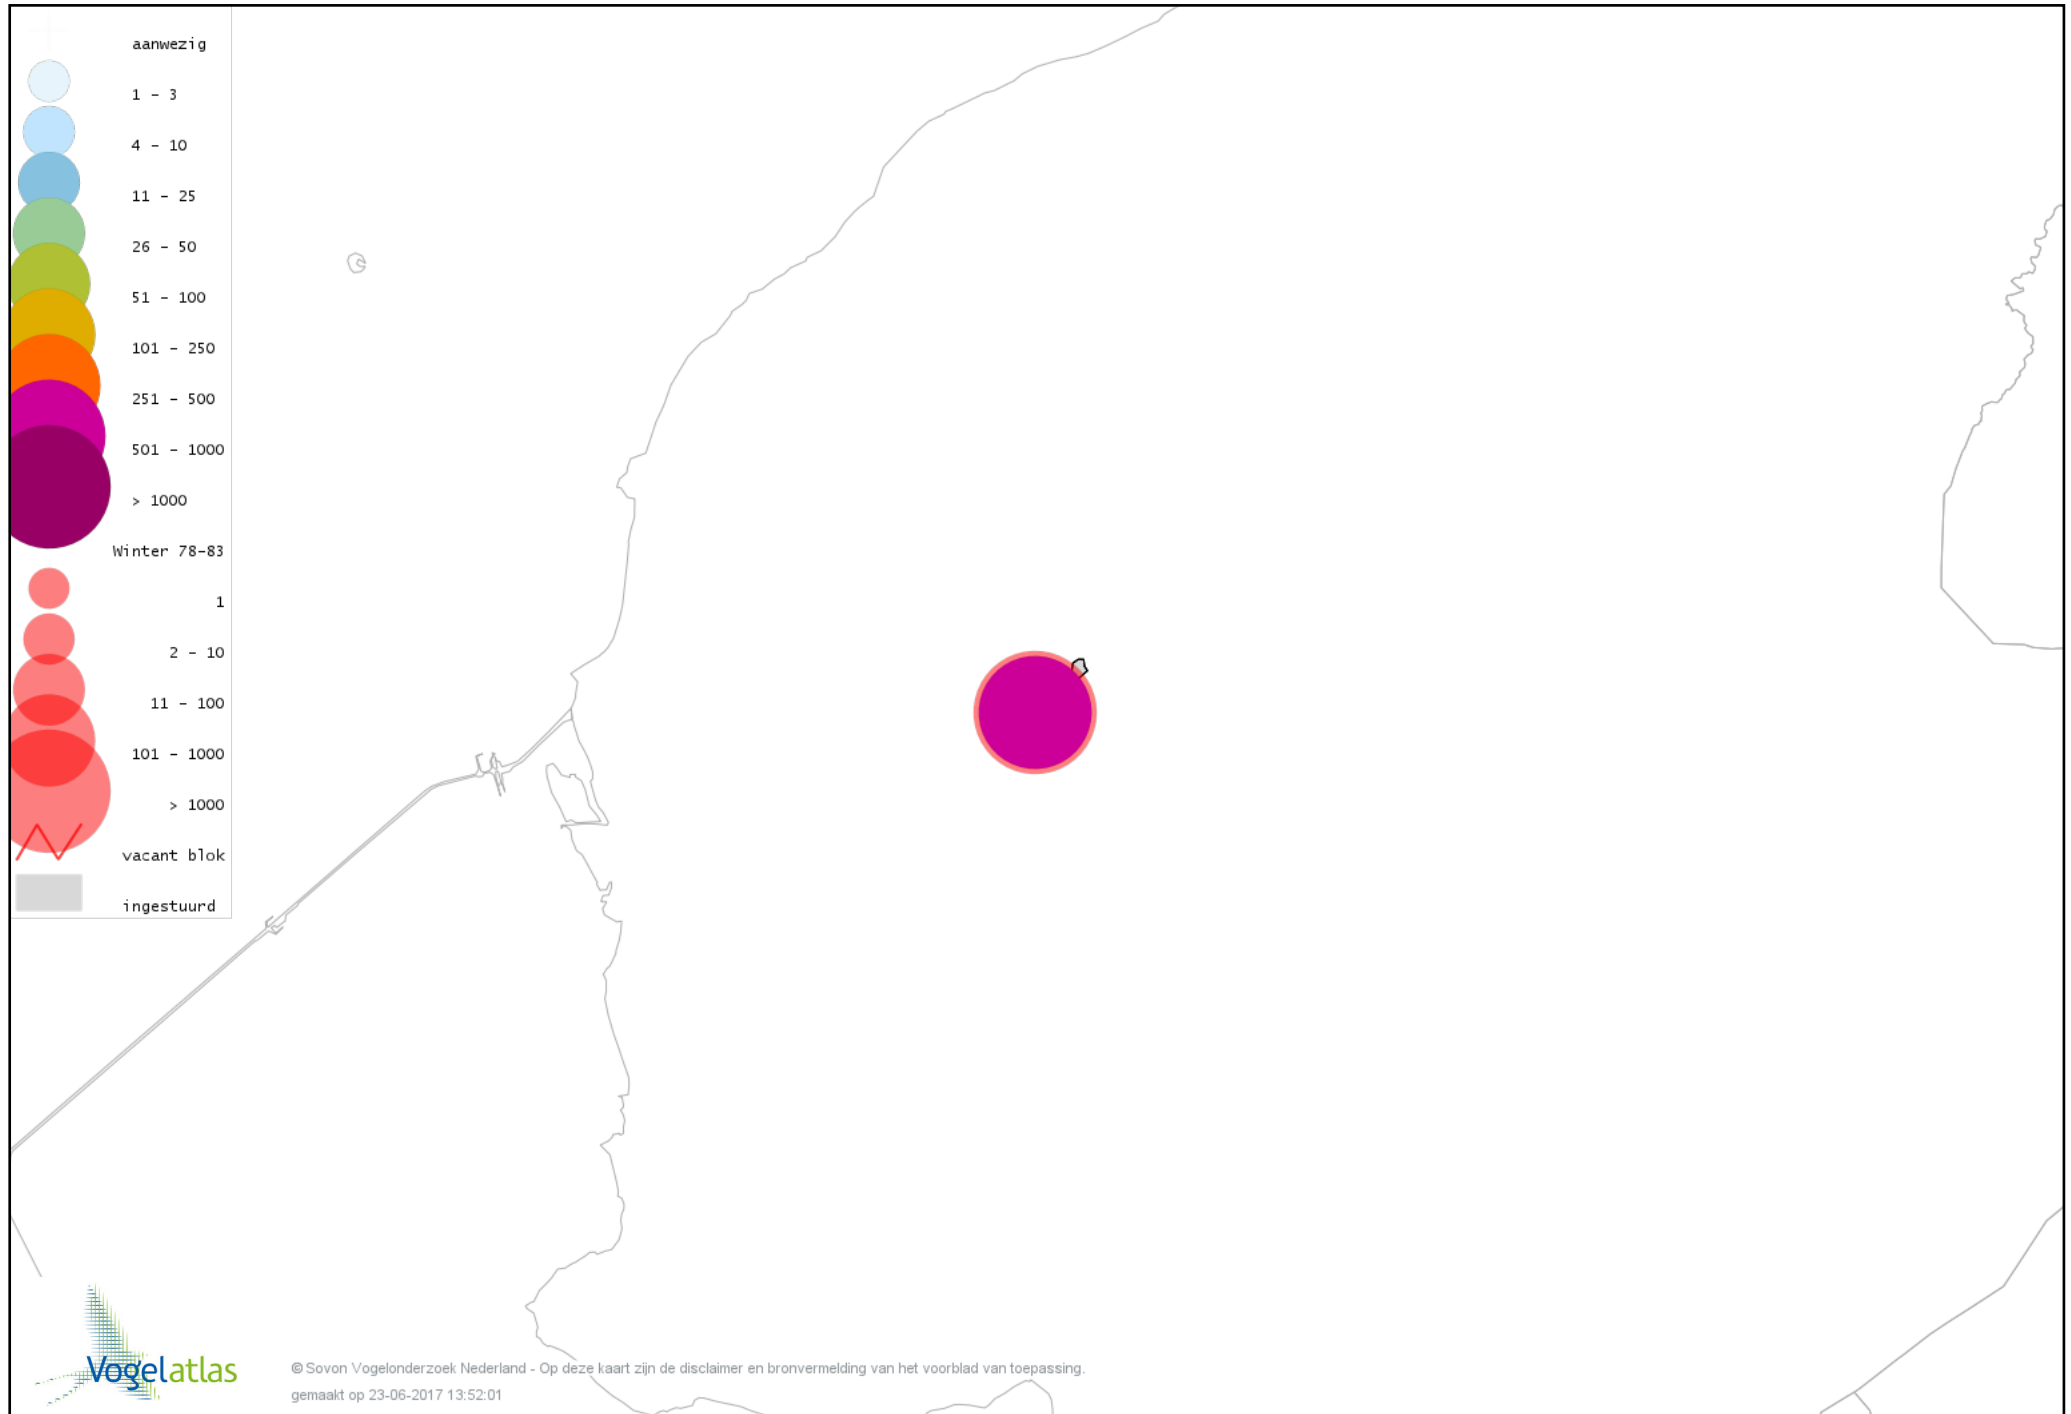 aanwezig
1 - 3
4 - 10
11 - 25
26 - 50
51 - 100
101 - 250
251 - 500
501 - 1000
> 1000
Winter 78-83
1
2 - 10
11 - 100
101 - 1000
> 1000
vacant blok
ingestuurd
Vogelatlas
© Sovon Vogelonderzoek Nederland - Op deze kaart zijn de disclaimer en bronvermelding van het voorblad van toepassing.
gemaakt op 23-06-2017 13:52:01